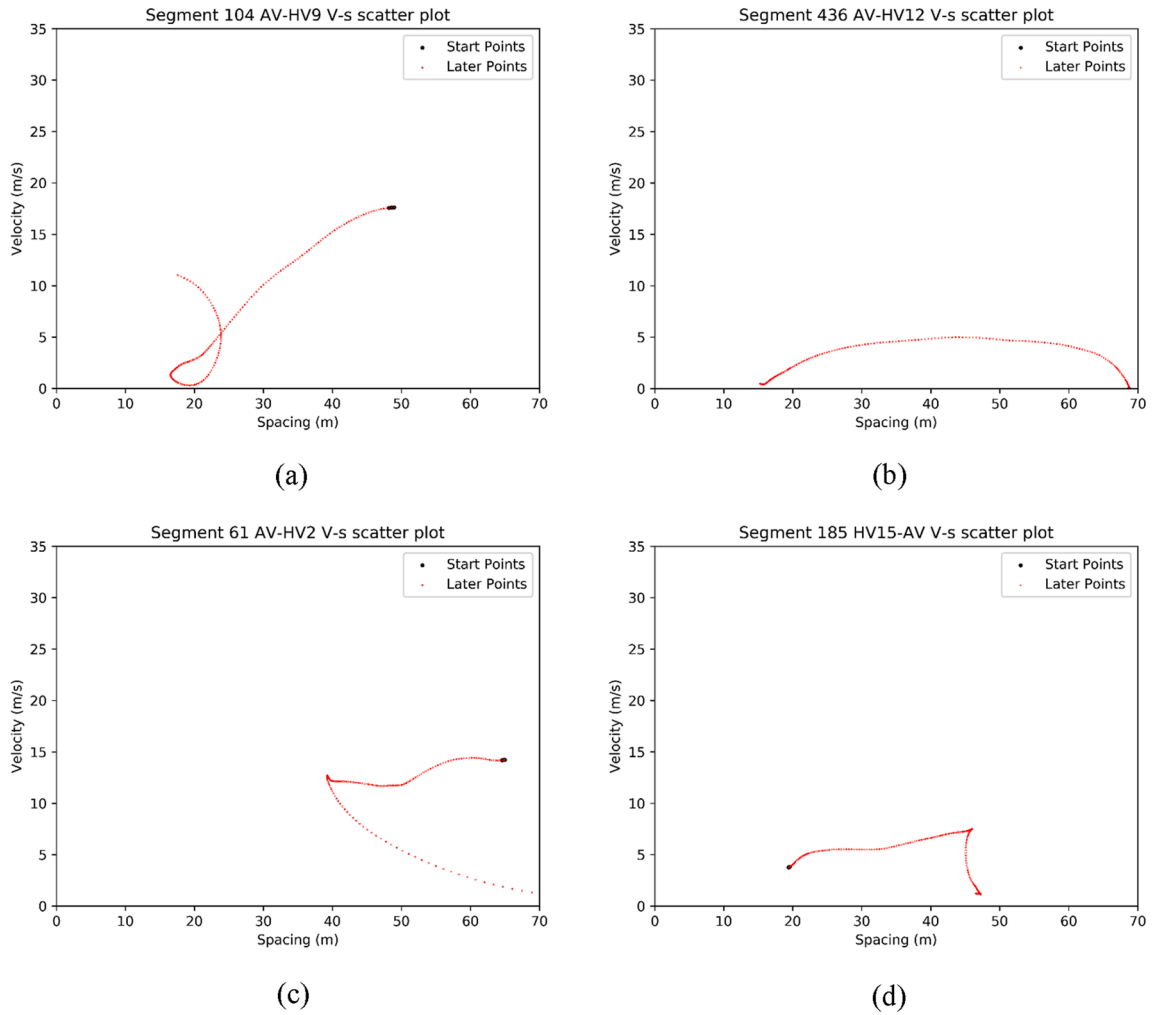 Segment 104 AV-HV9 V-s scatter plot
35
30
25
20
15
10
5
0
Velocity (m/s)
Start Points
Later Points
0 10 20 30 40 50 60 70
Spacing (m)
(a)
Segment 436 AV-HV12 V-s scatter plot
35
30
25
20
15
10
5
0
Velocity (m/s)
Start Points
Later Points
0 10 20 30 40 50 60 70
Spacing (m)
(b)
Segment 61 AV-HV2 V-s scatter plot
35
30
25
20
15
10
5
0
Velocity (m/s)
Start Points
Later Points
0 10 20 30 40 50 60 70
Spacing (m)
(c)
Segment 185 HV15-AV V-s scatter plot
35
30
25
20
15
10
5
0
Velocity (m/s)
Start Points
Later Points
0 10 20 30 40 50 60 70
Spacing (m)
(d)